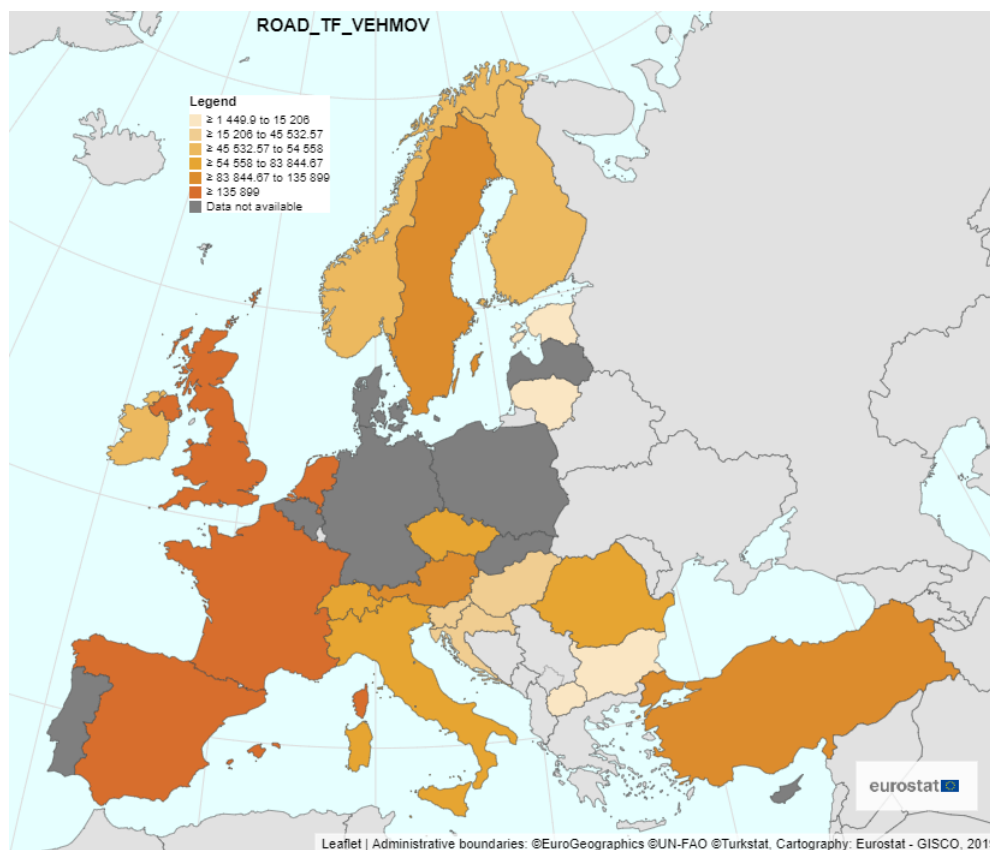 ROAD_TF_VEHMOV
Legend
≥ 1 449.9 to 15 206
≥ 15 206 to 45 532.57
≥ 45 532.57 to 54 558
≥ 54 558 to 83 844.67
≥ 83 844.67 to 135 899
≥ 135 899
Data not available
eurostat
Leaflet | Administrative boundaries: ©EuroGeographics ©UN-FAO ©Turkstat, Cartography: Eurostat - GISCO, 201